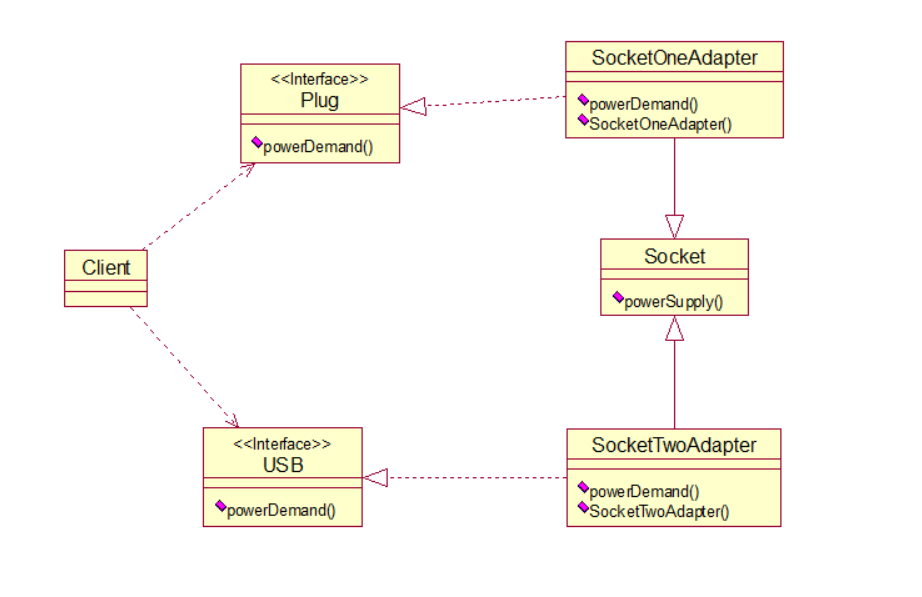 SocketOneAdapter
powerDemand()
SocketOneAdapter()
<<Interface>>
Plug
powerDemand()
Client
Socket
powerSupply()
<<Interface>>
USB
powerDemand()
SocketTwoAdapter
powerDemand()
SocketTwoAdapter()